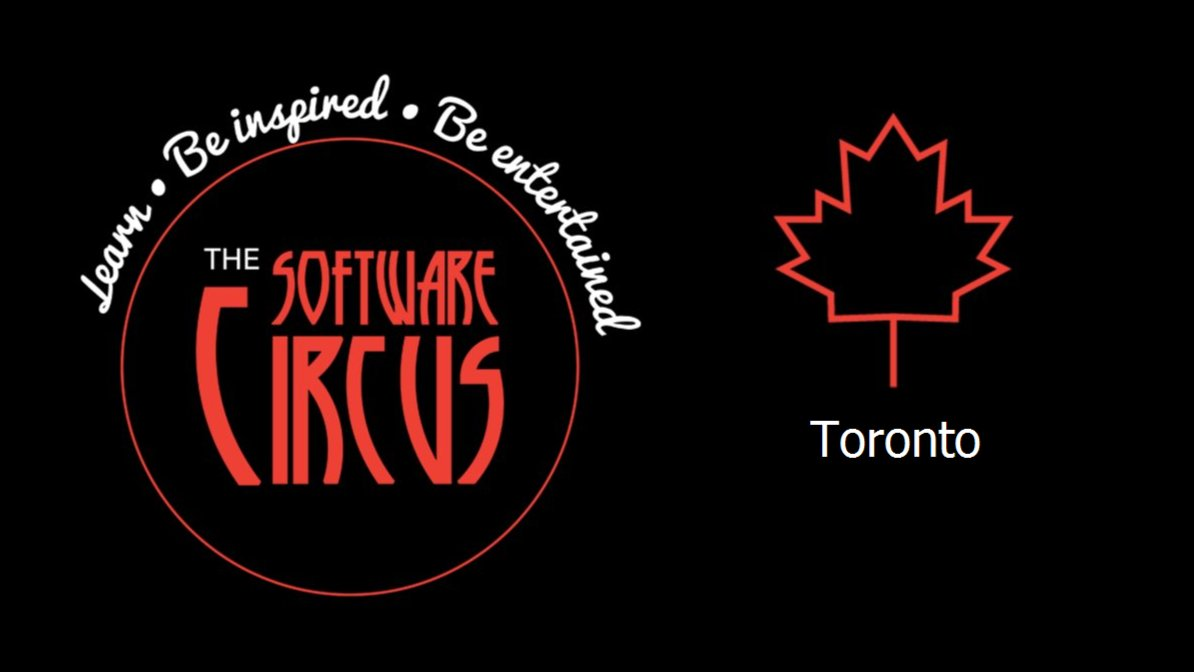 Learn • Be inspired • Be entertained
THE SOFTWARE
CIRCUS
Toronto